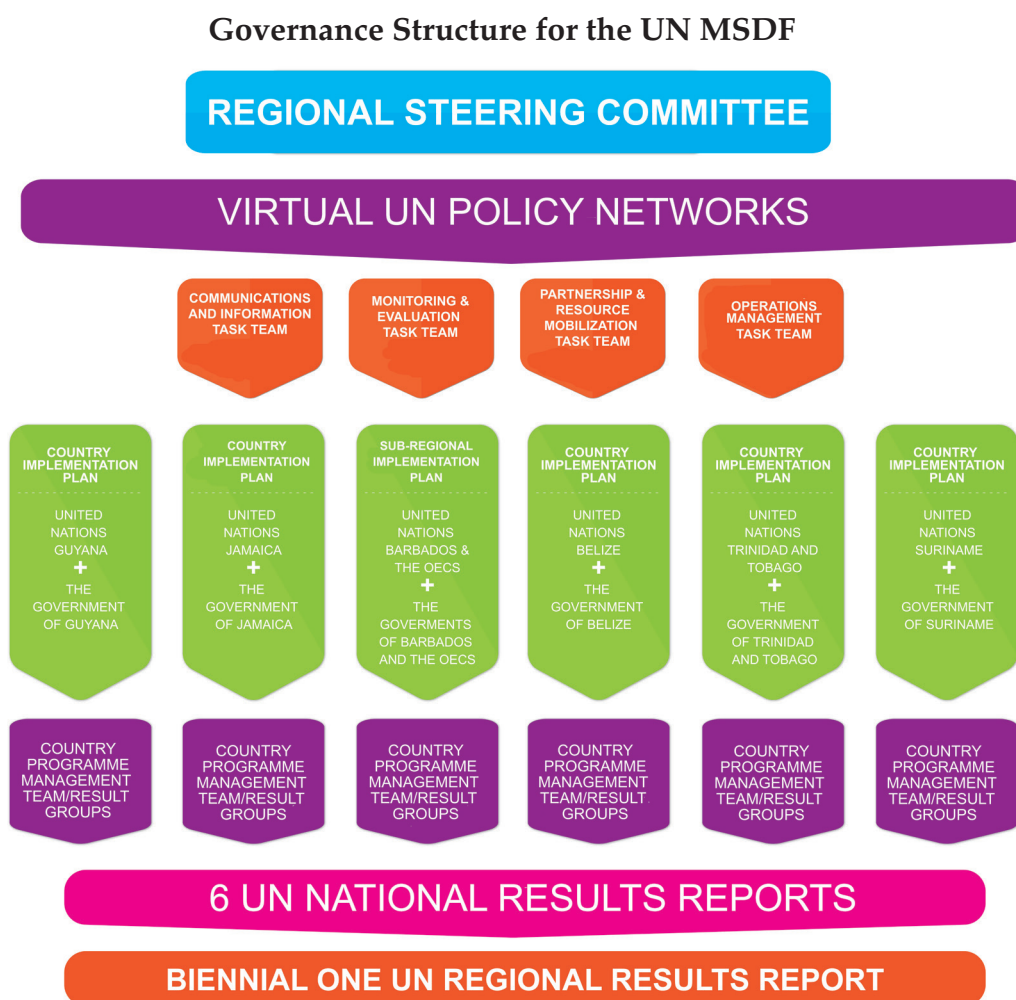 Governance Structure for the UN MSDF
REGIONAL STEERING COMMITTEE
VIRTUAL UN POLICY NETWORKS
COMMUNICATIONS
AND INFORMATION
TASK TEAM
MONITORING &
EVALUATION
TASK TEAM
PARTNERSHIP &
RESOURCE
MOBILIZATION
TASK TEAM
OPERATIONS
MANAGEMENT
TASK TEAM
COUNTRY
IMPLEMENTATION
PLAN
UNITED
NATIONS
GUYANA
+
THE
GOVERNMENT
OF GUYANA
COUNTRY
IMPLEMENTATION
PLAN
UNITED
NATIONS
JAMAICA
+
THE
GOVERNMENT
OF JAMAICA
SUB-REGIONAL
IMPLEMENTATION
PLAN
UNITED
NATIONS
BARBADOS &
THE OECS
+
THE
GOVERMENTS
OF BARBADOS
AND THE OECS
COUNTRY
IMPLEMENTATION
PLAN
UNITED
NATIONS
BELIZE
+
THE
GOVERNMENT
OF BELIZE
COUNTRY
IMPLEMENTATION
PLAN
UNITED
NATIONS
TRINIDAD AND
TOBAGO
+
THE
GOVERNMENT
OF TRINIDAD
AND TOBAGO
COUNTRY
IMPLEMENTATION
PLAN
UNITED
NATIONS
SURINAME
+
THE
GOVERNMENT
OF SURINAME
COUNTRY
PROGRAMME
MANAGEMENT
TEAM/RESULT
GROUPS
COUNTRY
PROGRAMME
MANAGEMENT
TEAM/RESULT
GROUPS
COUNTRY
PROGRAMME
MANAGEMENT
TEAM/RESULT
GROUPS
COUNTRY
PROGRAMME
MANAGEMENT
TEAM/RESULT.
GROUPS
COUNTRY
PROGRAMME
MANAGEMENT
TEAM/RESULT
GROUPS
COUNTRY
PROGRAMME
MANAGEMENT
TEAM/RESULT
GROUPS
6 UN NATIONAL RESULTS REPORTS
BIENNIAL ONE UN REGIONAL RESULTS REPORT